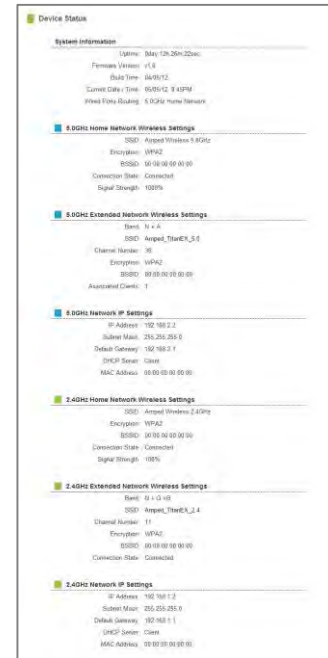 Device Status
System Information
Uptime: 0day:12h:26m:22sec
Firmware Version: v1.6
Build Time: 04/05/12
Current Date / Time: 05/05/12, 8:45PM
Wired Ports Routing: 5.0GHz Home Network
5.0GHz Home Network Wireless Settings
SSID: Amped Wireless 5.0GHz
Encryption: WPA2
BSSID: 00:00:00:00:00:00
Connection State: Connected
Signal Strength: 100%
5.0GHz Extended Network Wireless Settings
Band: N + A
SSID: Amped_TitanEX_5.0
Channel Number: 36
Encryption: WPA2
BSSID: 00:00:00:00:00:00
Associated Clients: 1
5.0GHz Network IP Settings
IP Address: 192.168.2.2
Subnet Mask: 255.255.255.0
Default Gateway: 192.168.2.1
DHCP Server: Client
MAC Address: 00:00:00:00:00:00
2.4GHz Home Network Wireless Settings
SSID: Amped Wireless 2.4GHz
Encryption: WPA2
BSSID: 00:00:00:00:00:00
Connection State: Connected
Signal Strength: 100%
2.4GHz Extended Network Wireless Settings
Band: N + G +B
SSID: Amped_TitanEX_2.4
Channel Number: 11
Encryption: WPA2
BSSID: 00:00:00:00:00:00
Connection State: Connected
2.4GHz Network IP Settings
IP Address: 192.168.1.2
Subnet Mask: 255.255.255.0
Default Gateway: 192.168.1.1
DHCP Server: Client
MAC Address: 00:00:00:00:00:00